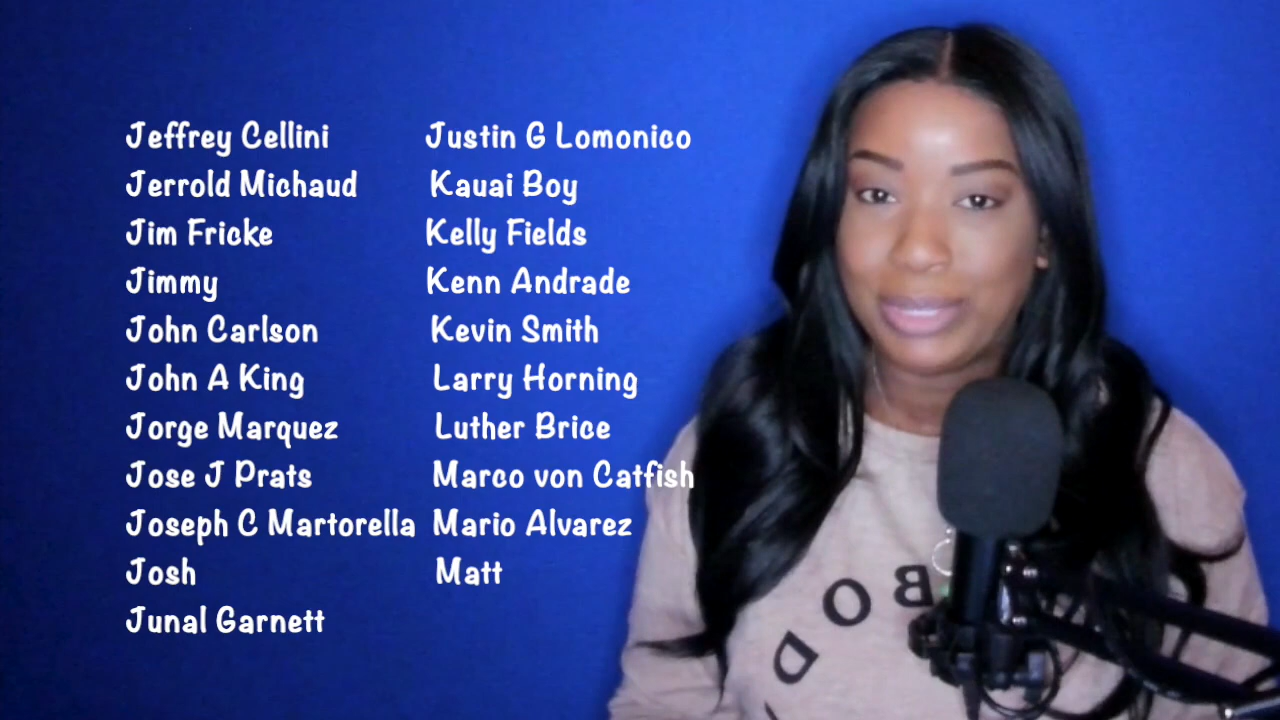 Jeffrey Cellini
Jerrold Michaud
Jim Fricke
Jimmy
John Carlson
John A King
Jorge Marquez
Jose J Prats
Joseph C Martorella
Josh
Junal Garnett
Justin G Lomonico
Kauai Boy
Kelly Fields
Kenn Andrade
Kevin Smith
Larry Horning
Luther Brice
Marco von Catfish
Mario Alvarez
Matt